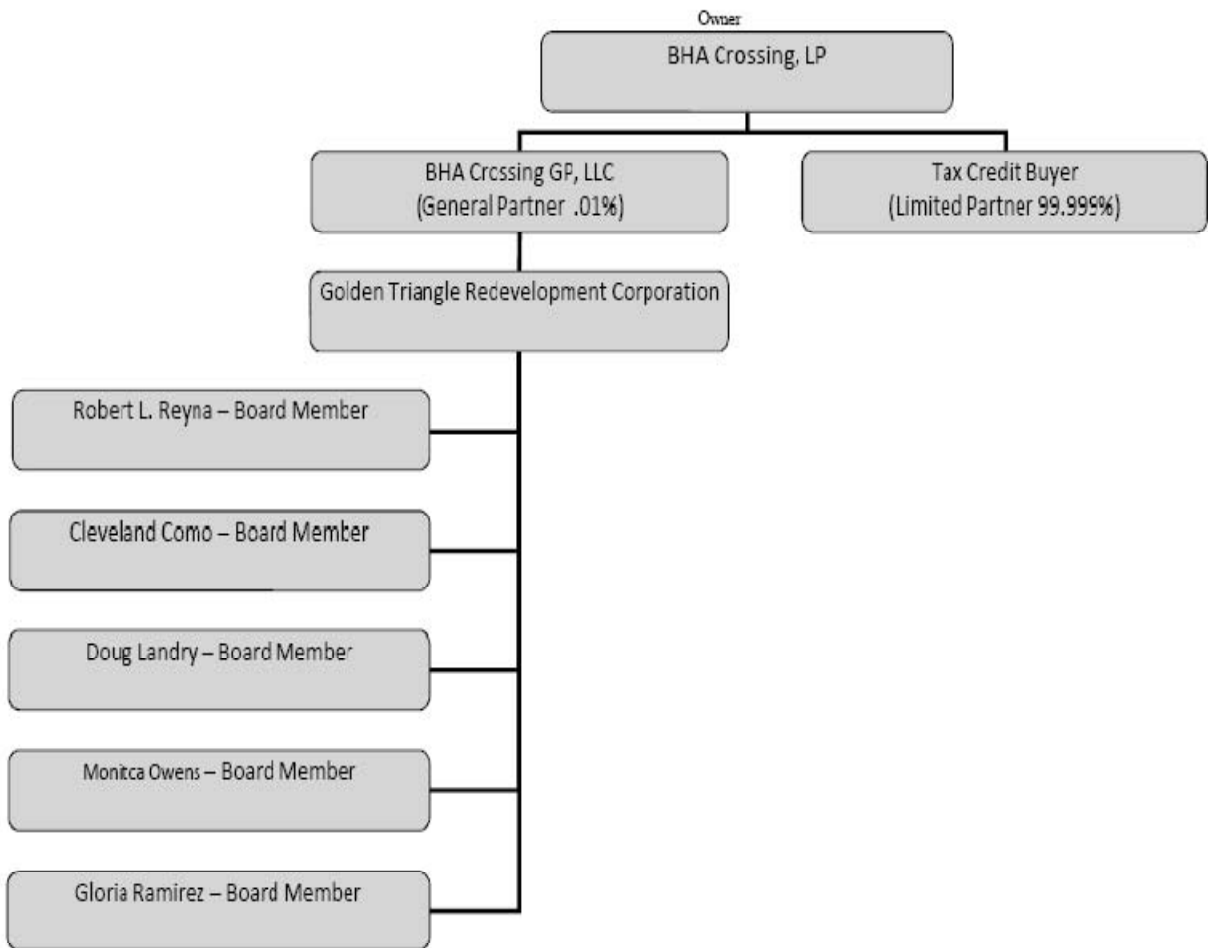 Owner
BHA Crossing, LP
BHA Crossing GP, LLC
(General Partner .01%)
Tax Credit Buyer
(Limited Partner 99.999%)
Golden Triangle Redevelopment Corporation
Robert L. Reyna – Board Member
Cleveland Como – Board Member
Doug Landry – Board Member
Monitca Owens – Board Member
Gloria Ramirez – Board Member